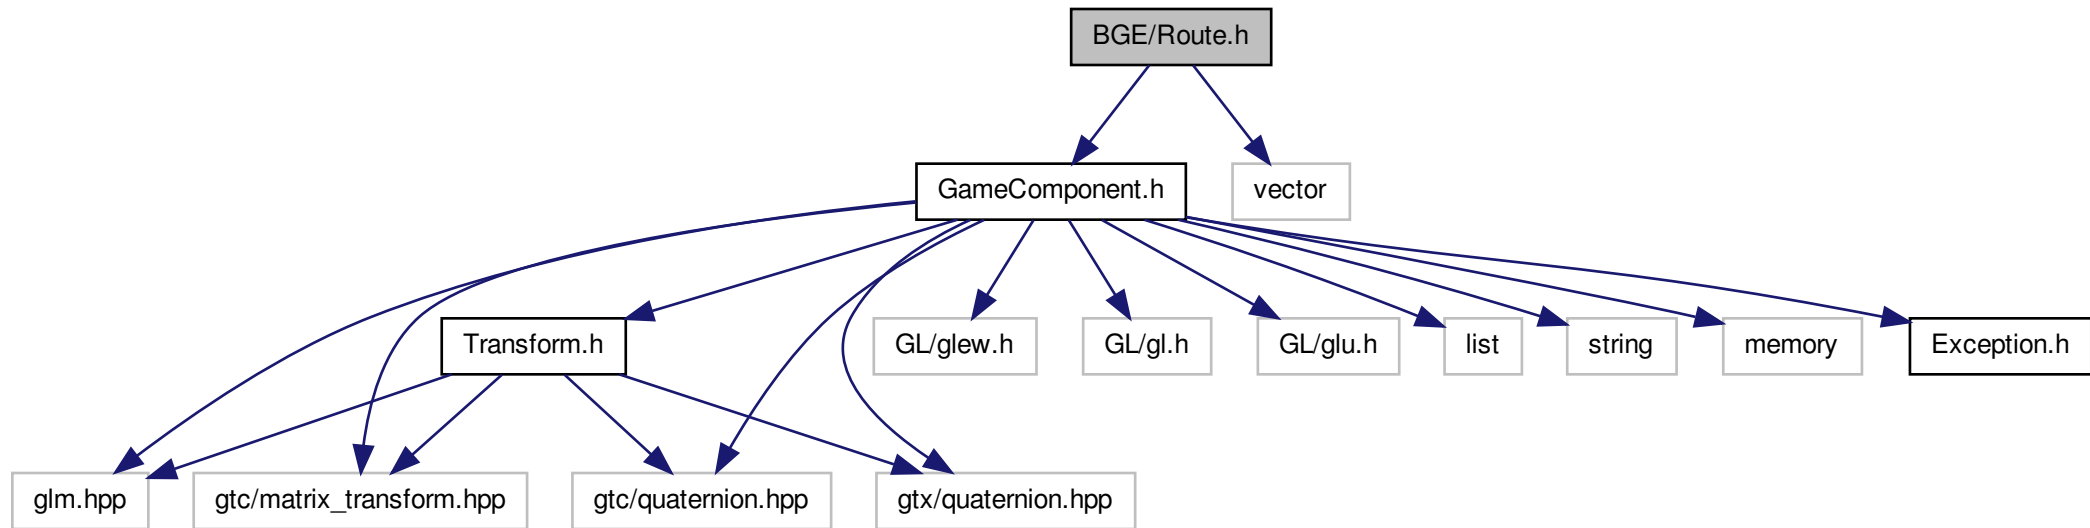 BGE/Route.h
GameComponent.h
vector
Transform.h
GL/glew.h
GL/gl.h
GL/glu.h
list
string
memory
Exception.h
glm.hpp
gtc/matrix_transform.hpp
gtc/quaternion.hpp
gtx/quaternion.hpp